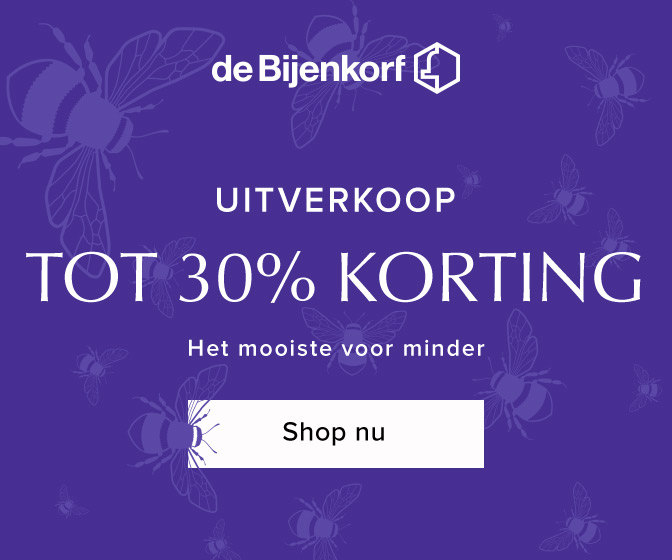 de Bijenkorf
UITVERKOOP
TOT 30% KORTING
Het mooiste voor minder
Shop nu